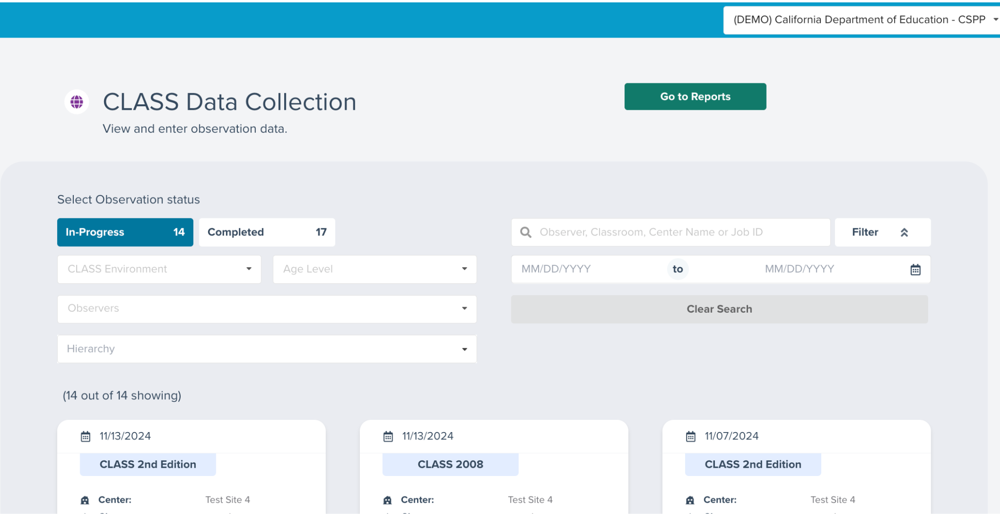 (DEMO) California Department of Education - CSPP
CLASS Data Collection
Go to Reports
View and enter observation data.
Select Observation status
In-Progress 14 Completed 17
Observer, Classroom, Center Name or Job ID
Filter
CLASS Environment
Age Level
MM/DD/YYYY to MM/DD/YYYY
Observers
Clear Search
Hierarchy
(14 out of 14 showing)
11/13/2024
CLASS 2nd Edition
Center: Test Site 4
11/13/2024
CLASS 2008
Center: Test Site 4
11/07/2024
CLASS 2nd Edition
Center: Test Site 4